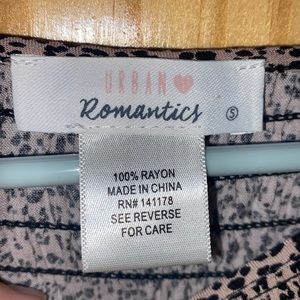 URBAN
Romantics S
100% RAYON
MADE IN CHINA
RN# 141178
SEE REVERSE
FOR CARE